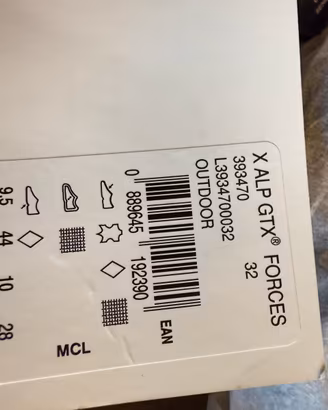 X ALP GTX® FORCES
393470 32
L3934700032
OUTDOOR
EAN
0 889645 192390
MCL
9.5 44 10 28